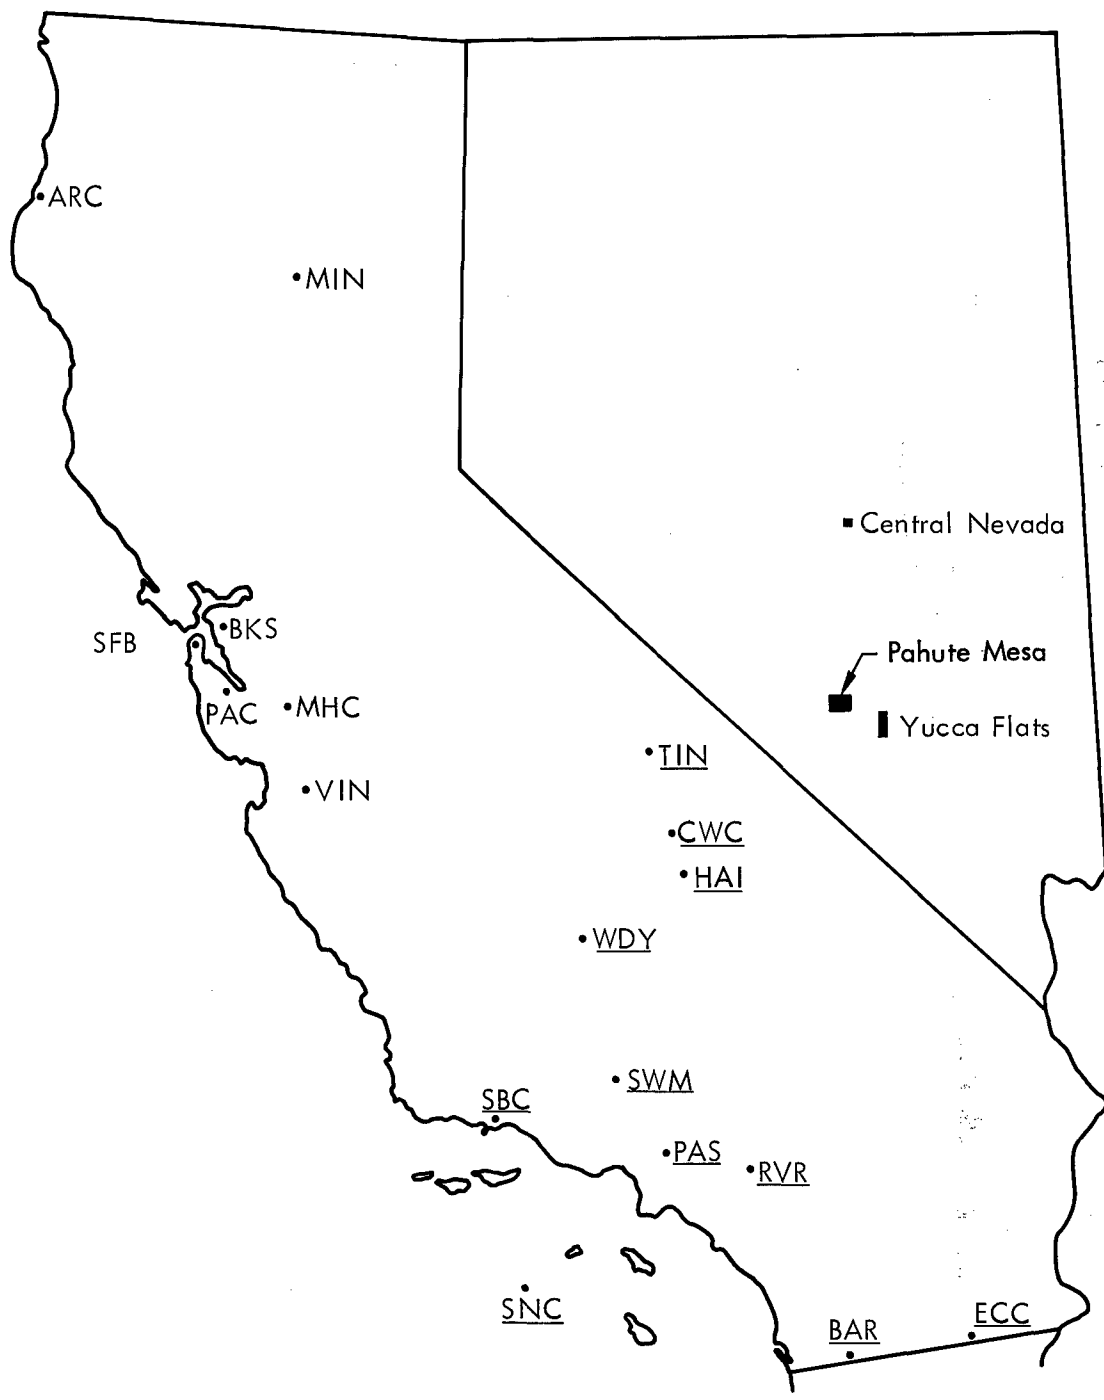 ARC
MIN
Central Nevada
BKS
SFB
Pahute Mesa
PAC
MHC
Yucca Flats
TIN
VIN
CWC
HAI
WDY
SWM
SBC
PAS
RVR
SNC
ECC
BAR